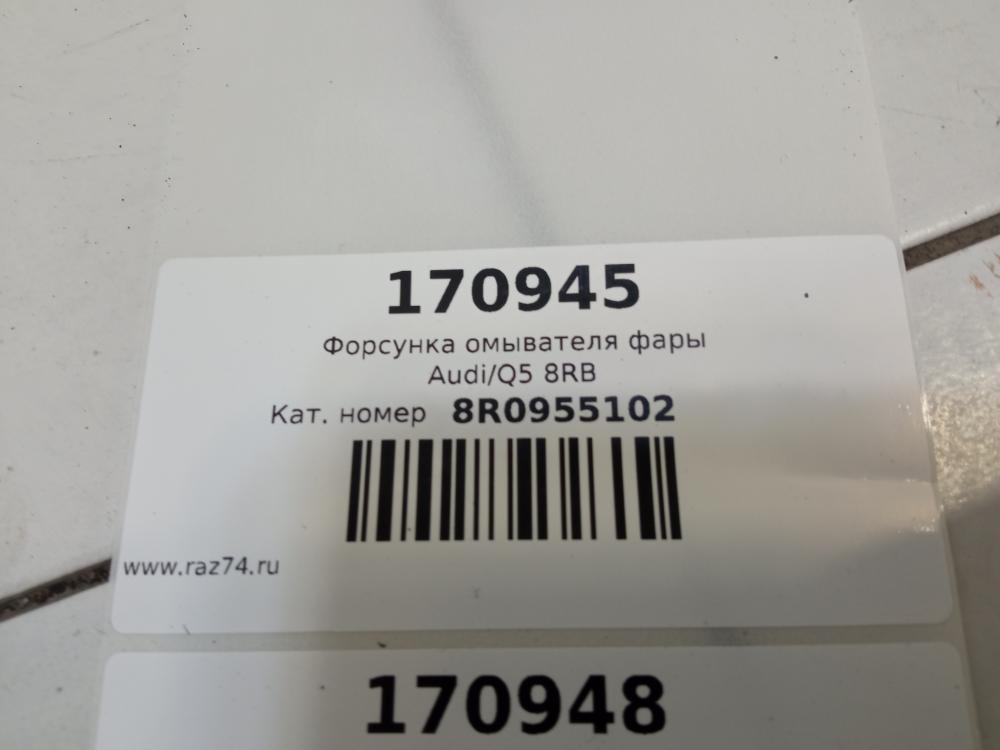 170945
Форсунка омывателя фары
Audi/Q5 8RB
Кат. номер 8R0955102
www.raz74.ru
170948